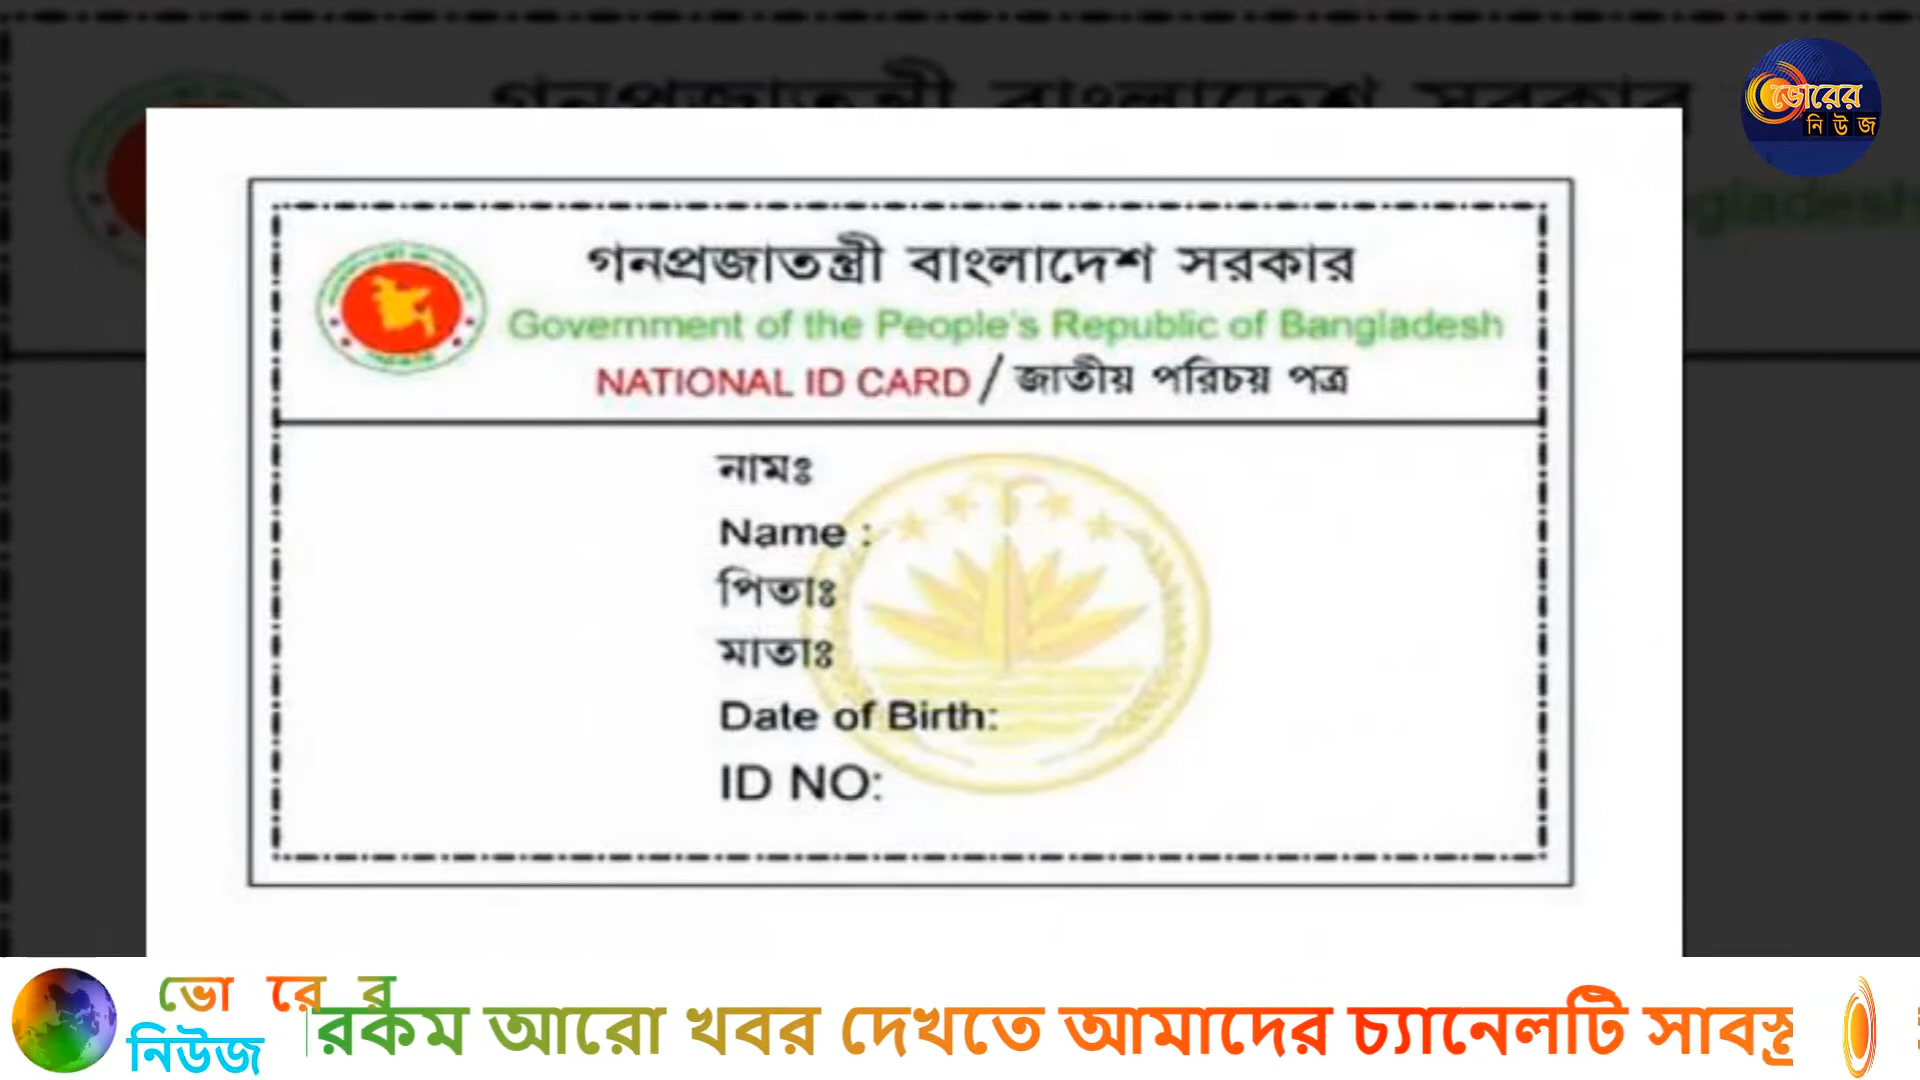 ভোরের
নিউজ
গনপ্রজাতন্ত্রী বাংলাদেশ সরকার
Government of the People's Republic of Bangladesh
NATIONAL ID CARD / জাতীয় পরিচয় পত্র
নামঃ
Name :
পিতাঃ
মাতাঃ
Date of Birth:
ID NO:
ভোরের
নিউজ
রকম আরো খবর দেখতে আমাদের চ্যানেলটি